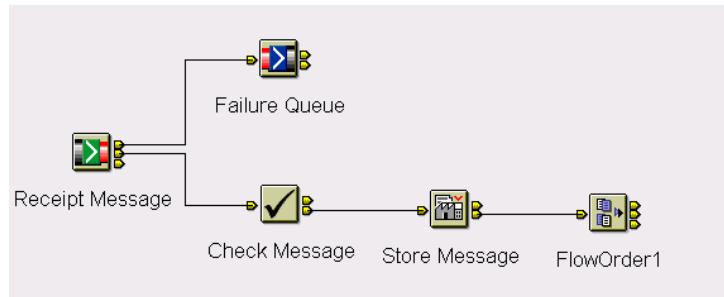 Failure Queue
Receipt Message
Check Message
Store Message
FlowOrder1